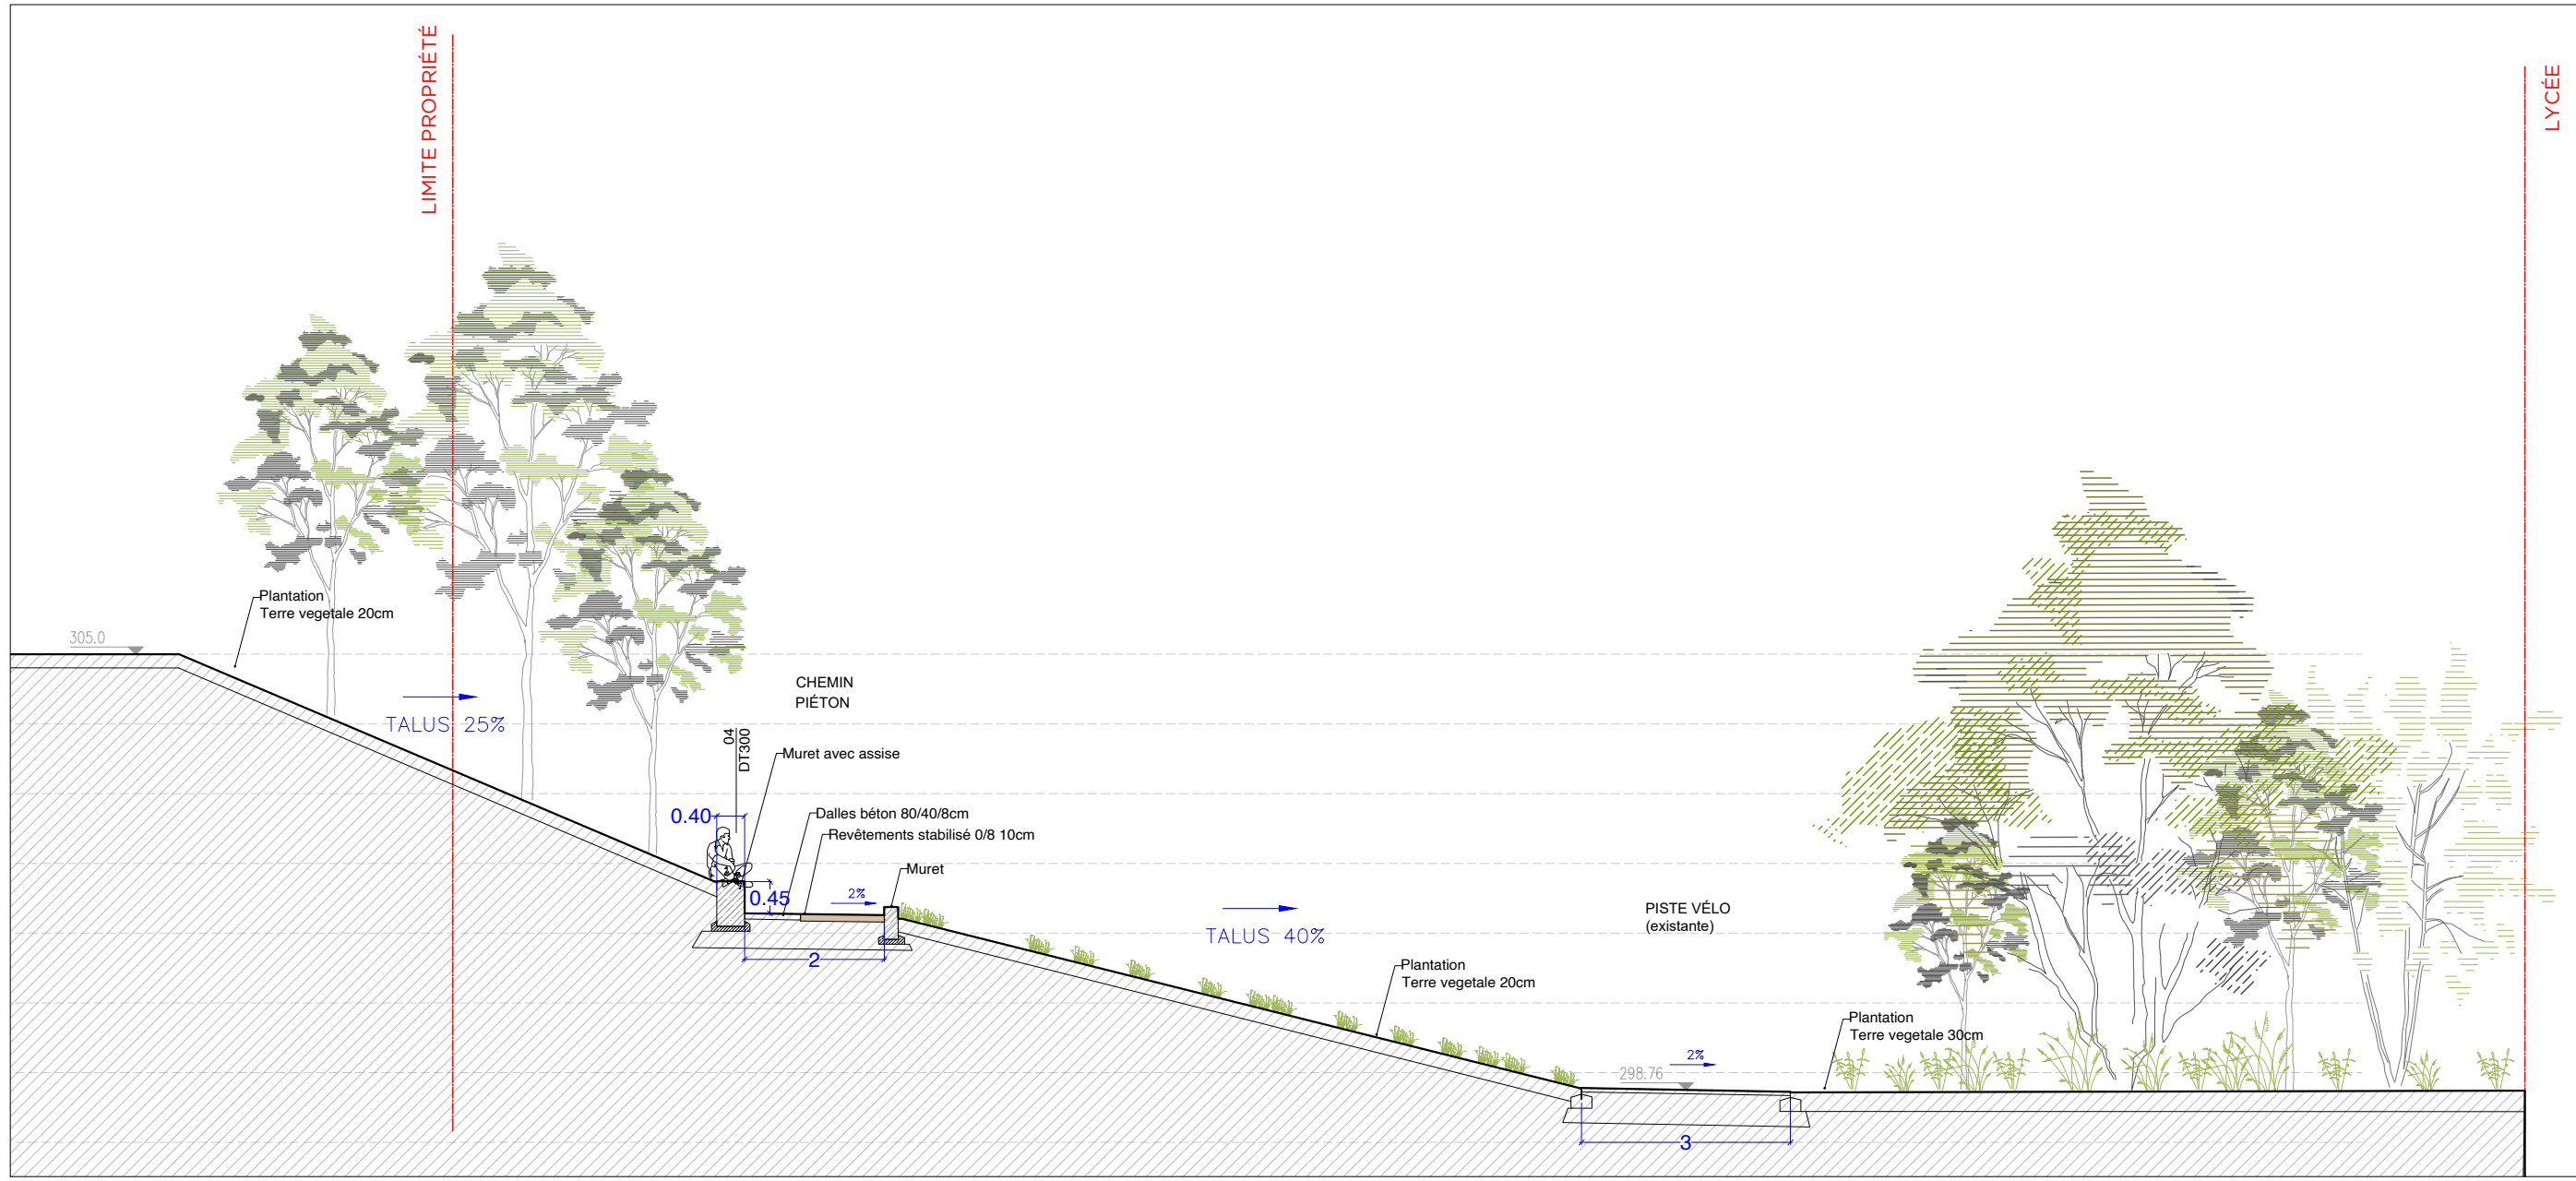 LIMITE PROPRIÉTÉ
LYCÉE
Plantation
Terre vegetale 20cm
305.0
TALUS 25%
CHEMIN
PIÉTON
04
DT300
Muret avec assise
0.40
Dalles béton 80/40/8cm
Revêtements stabilisé 0/8 10cm
Muret
0.45
2%
2
TALUS 40%
PISTE VÉLO
(existante)
Plantation
Terre vegetale 20cm
Plantation
Terre vegetale 30cm
2%
298.76
3